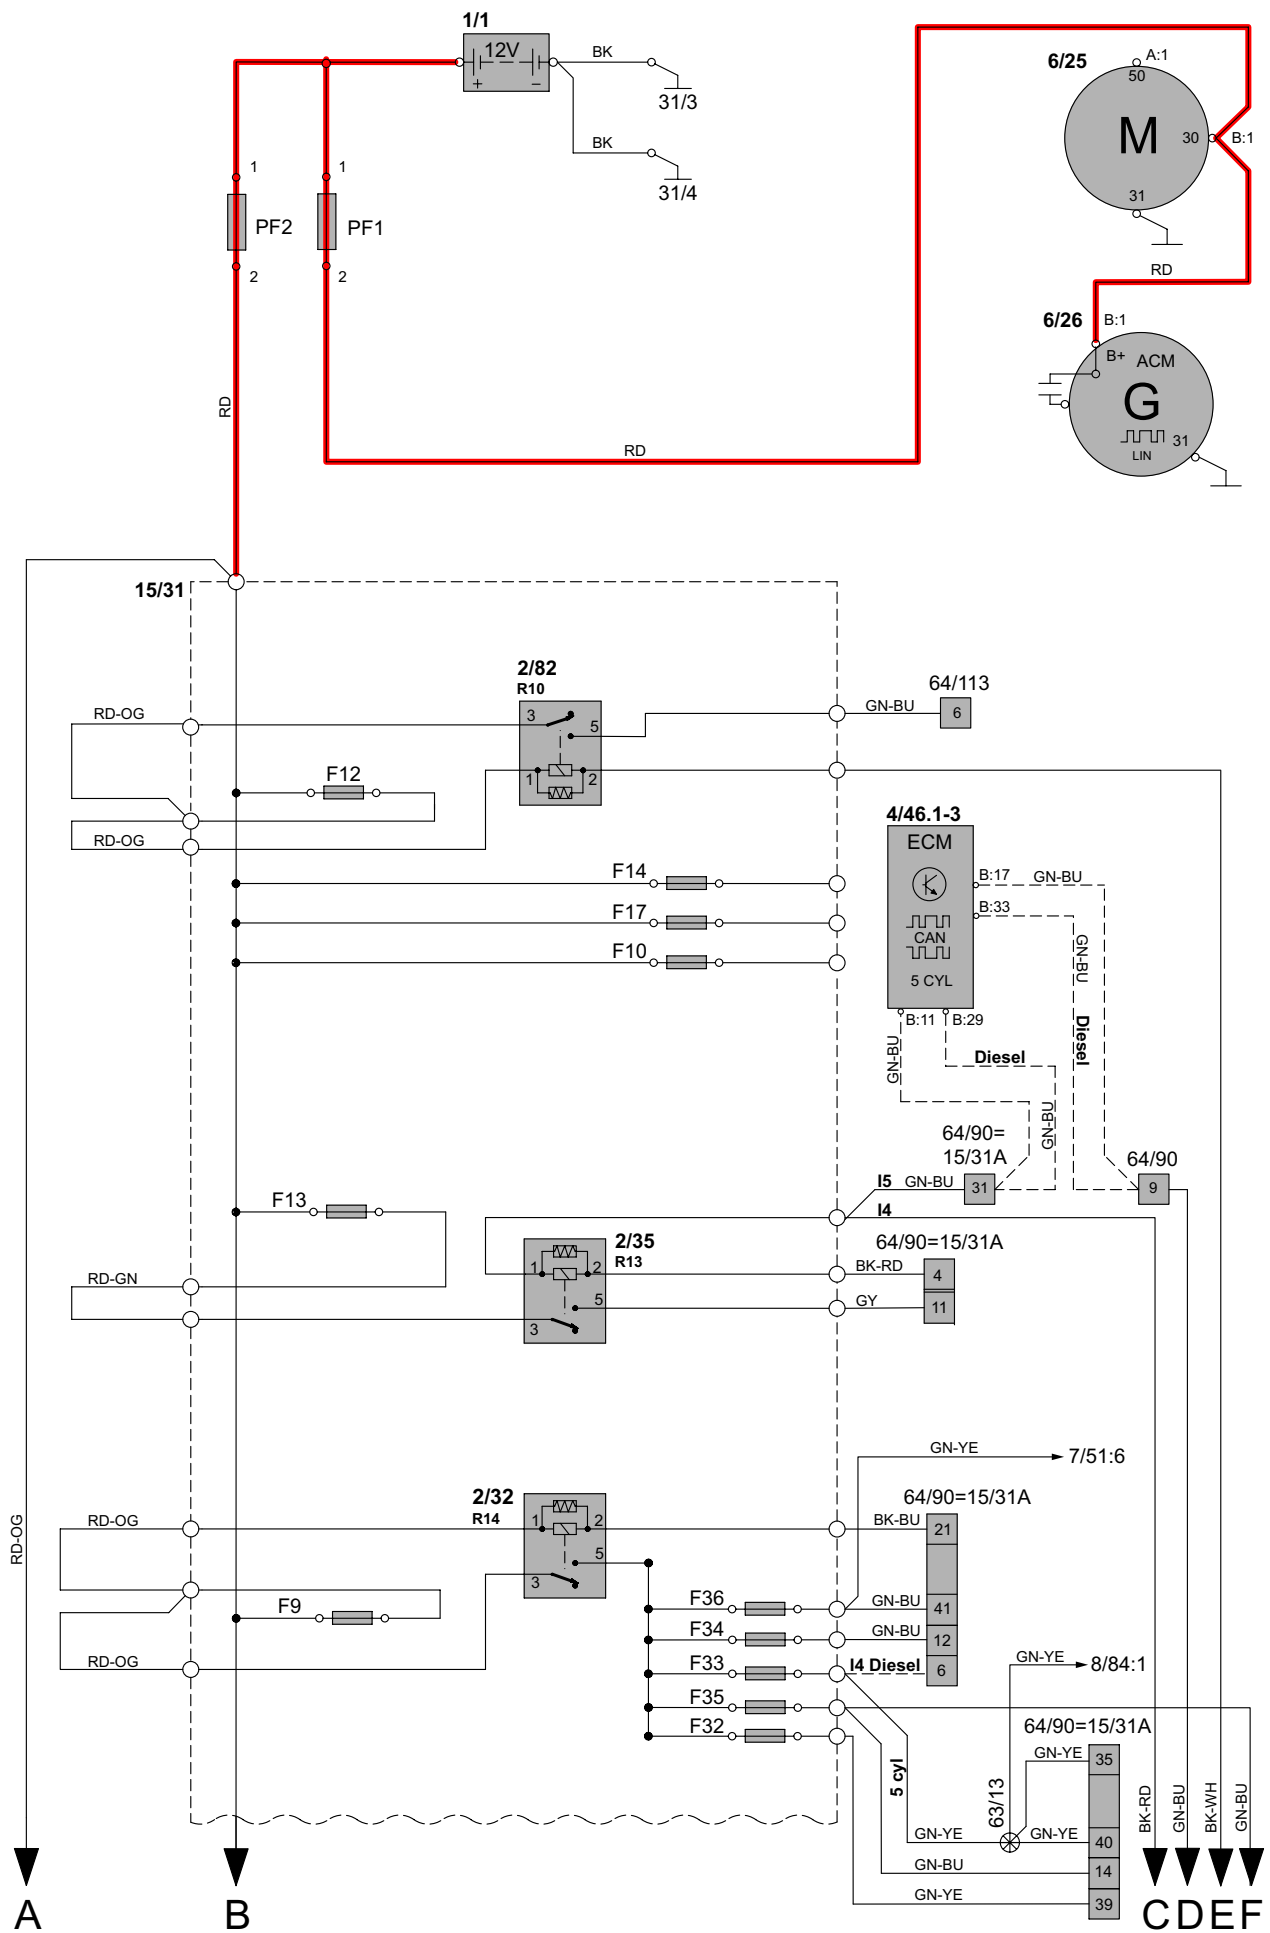 1/1
12V
+ −
BK
31/3
BK
31/4
6/25
A:1
50
M
30
B:1
31
RD
6/26
B:1
B+
ACM
G
31
LIN
1
PF2
2
1
PF1
2
RD
RD
15/31
2/82
R10
3
5
1
2
RD-OG
GN-BU
64/113
6
F12
RD-OG
F14
F17
F10
4/46.1-3
ECM
CAN
5 CYL
B:17
GN-BU
B:33
GN-BU
Diesel
B:11
B:29
GN-BU
Diesel
GN-BU
64/90=
15/31A
I5
GN-BU
31
64/90
9
I4
F13
RD-GN
2/35
R13
1
2
5
3
64/90=15/31A
BK-RD
4
GY
11
GN-YE
7/51:6
RD-OG
2/32
R14
1
2
5
3
64/90=15/31A
BK-BU
21
RD-OG
F9
RD-OG
F36
GN-BU
41
F34
GN-BU
12
F33
I4 Diesel
6
F35
F32
GN-YE
8/84:1
64/90=15/31A
GN-YE
35
5 cyl
63/13
GN-YE
GN-YE
40
GN-BU
14
GN-YE
39
BK-RD
GN-BU
BK-WH
GN-BU
A
B
C
D
E
F